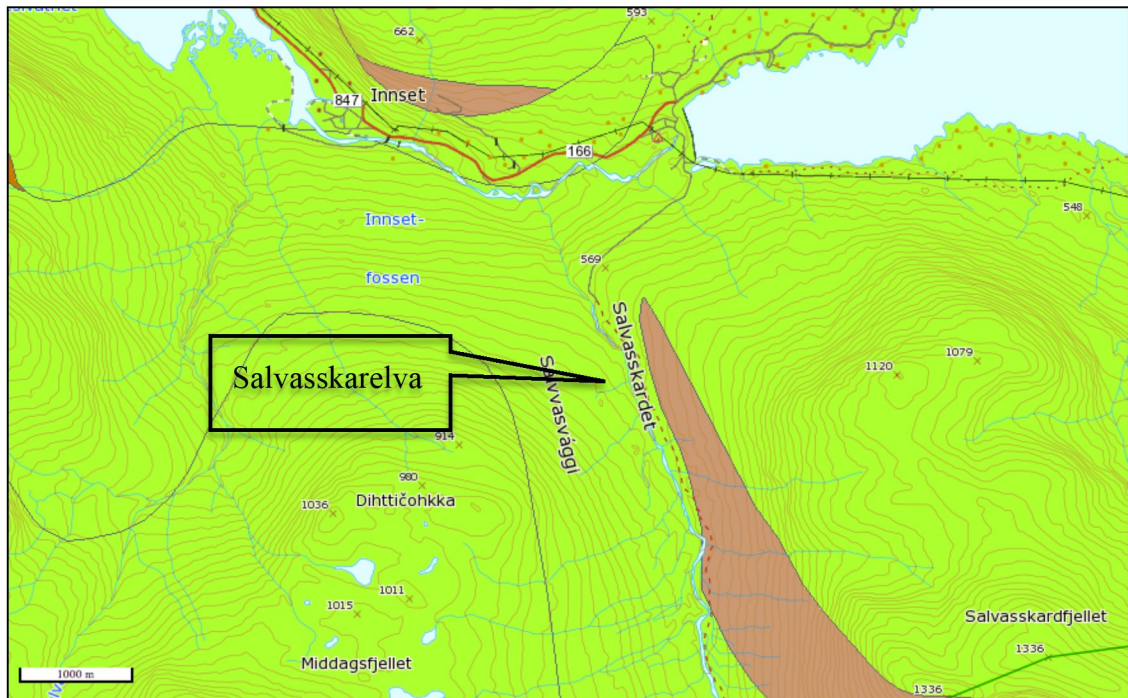 593
662
847
Innset
166
548
Innset-
fossen
569
Salvasskardet
Sávvasvággi
Salvasskarelva
1079
1120
914
980
1036
Dihttičohkka
1011
1015
Salvasskardfjellet
1336
Middagsfjellet
1000 m
1336